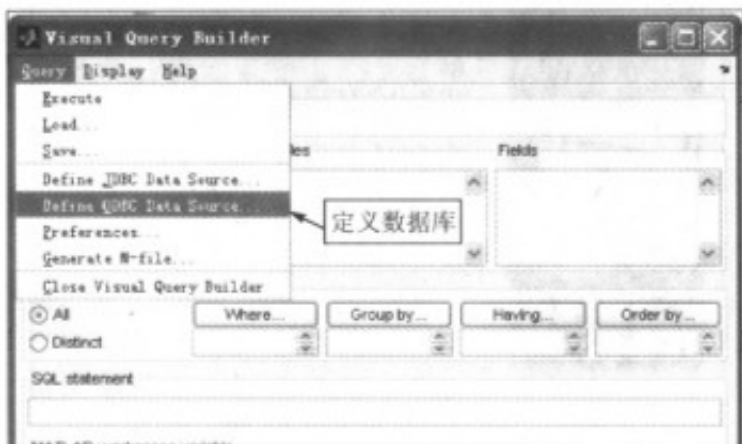 Visual Query Builder
Query Display Help
Execute
Load...
Save...
Define JDBC Data Source...
Define ODBC Data Source...
Preferences...
Generate M-file...
Close Visual Query Builder
定义数据库
Fields
All
Distinct
Where...
Group by...
Having...
Order by...
SQL statement